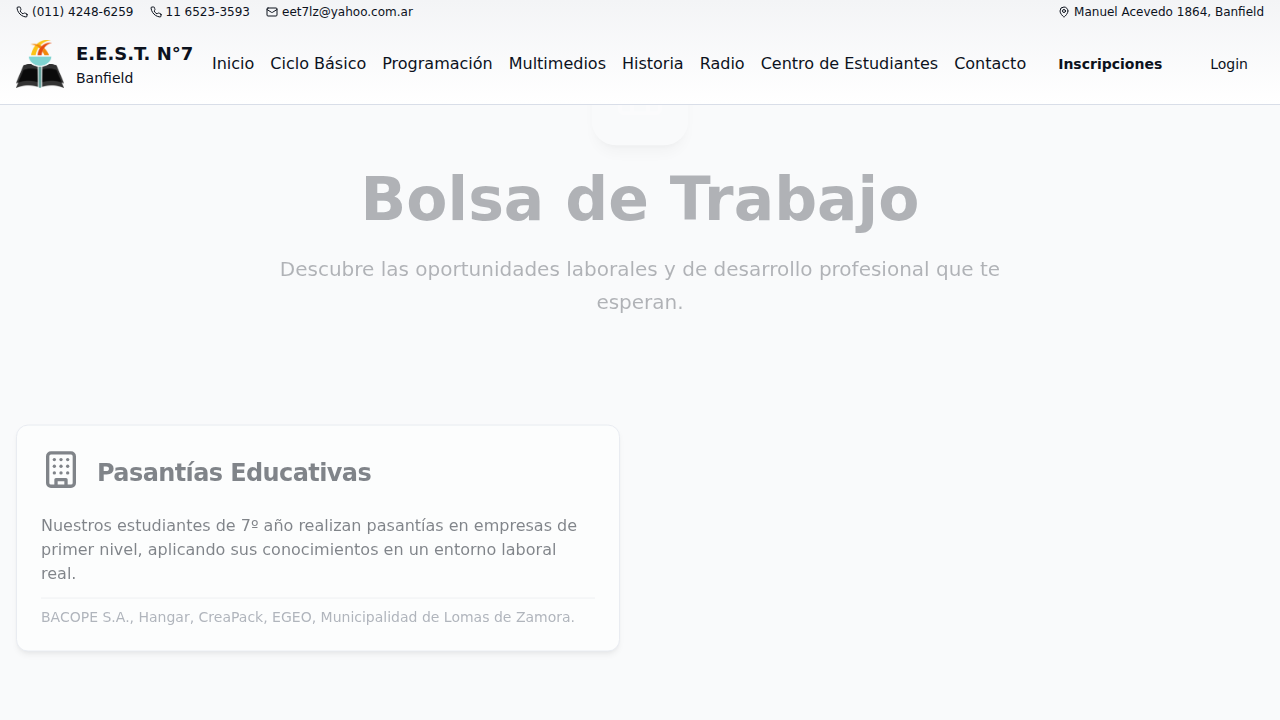 (011) 4248-6259
11 6523-3593
eet7lz@yahoo.com.ar
Manuel Acevedo 1864, Banfield
E.E.S.T. N°7
Banfield
Inicio
Ciclo Básico
Programación
Multimedios
Historia
Radio
Centro de Estudiantes
Contacto
Inscripciones
Login
Bolsa de Trabajo
Descubre las oportunidades laborales y de desarrollo profesional que te
esperan.
Pasantías Educativas
Nuestros estudiantes de 7º año realizan pasantías en empresas de
primer nivel, aplicando sus conocimientos en un entorno laboral
real.
BACOPE S.A., Hangar, CreaPack, EGEO, Municipalidad de Lomas de Zamora.